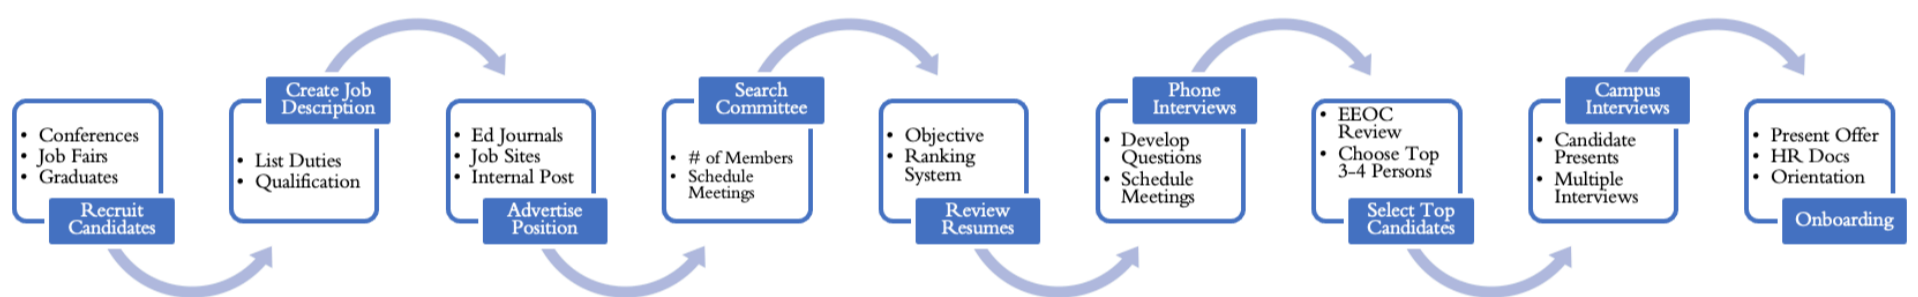 • Conferences
• Job Fairs
• Graduates
Recruit
Candidates
Create Job
Description
• List Duties
• Qualification
• Ed Journals
• Job Sites
• Internal Post
Advertise
Position
Search
Committee
• # of Members
• Schedule
Meetings
• Objective
• Ranking
System
Review
Resumes
Phone
Interviews
• Develop
Questions
• Schedule
Meetings
• EEOC
Review
• Choose Top
3-4 Persons
Select Top
Candidates
Campus
Interviews
• Candidate
Presents
• Multiple
Interviews
• Present Offer
• HR Docs
• Orientation
Onboarding